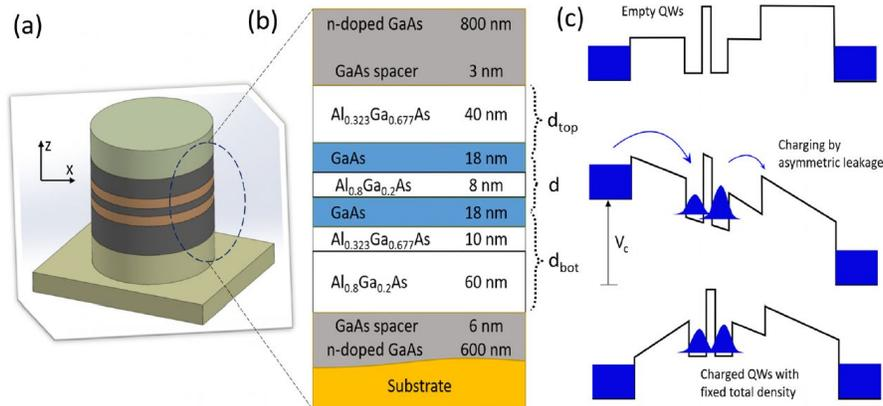 (a)
z
x
(b)
n-doped GaAs 800 nm
GaAs spacer 3 nm
Al0.323Ga0.677As 40 nm
GaAs 18 nm
Al0.8Ga0.2As 8 nm
GaAs 18 nm
Al0.323Ga0.677As 10 nm
Al0.8Ga0.2As 60 nm
GaAs spacer 6 nm
n-doped GaAs 600 nm
Substrate
dtop
d
dbot
(c)
Empty QWs
Charging by
asymmetric leakage
Vc
Charged QWs with
fixed total density